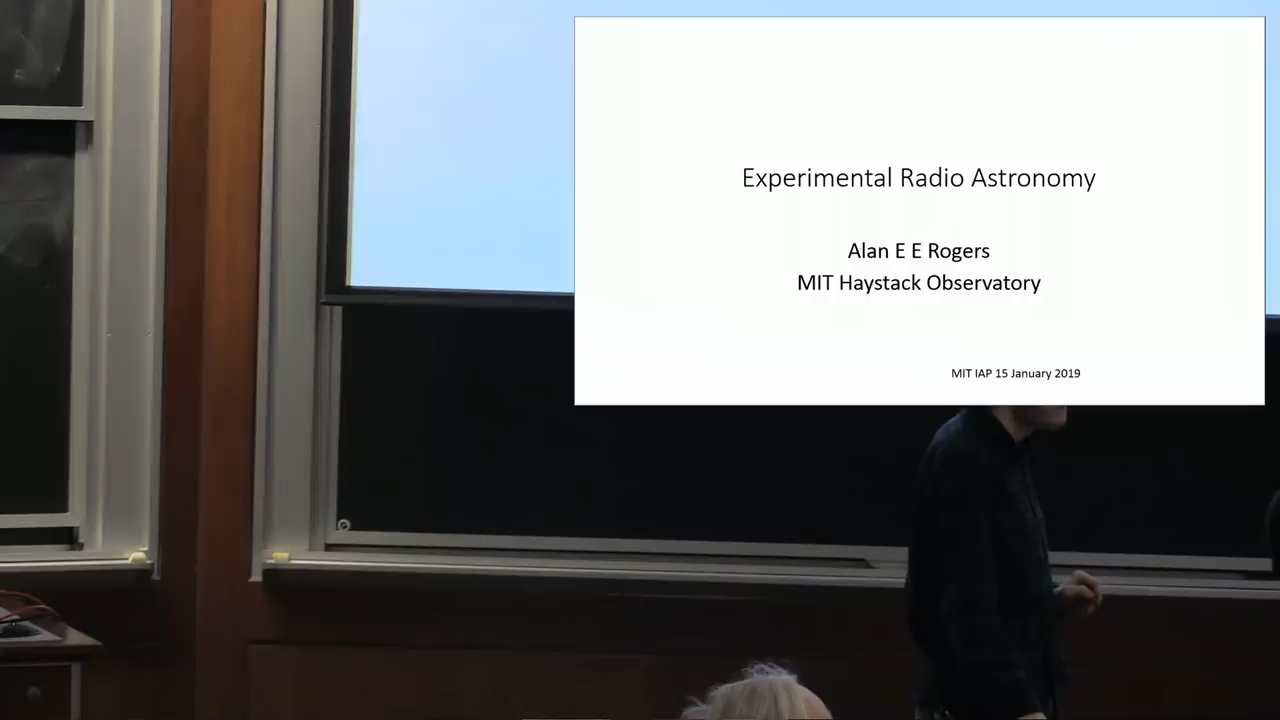 Experimental Radio Astronomy
Alan E E Rogers
MIT Haystack Observatory
MIT IAP 15 January 2019